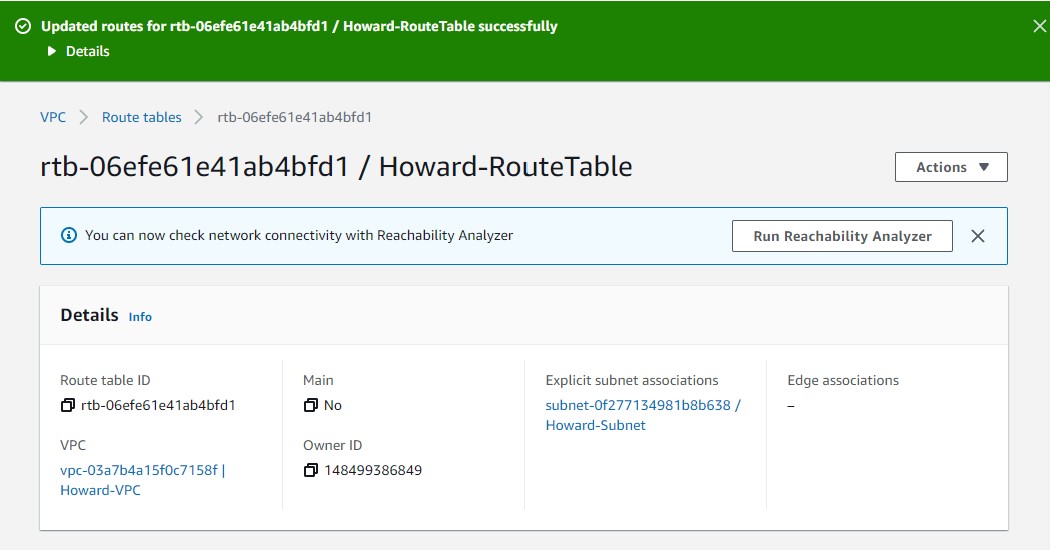 Updated routes for rtb-06efe61e41ab4bfd1 / Howard-RouteTable successfully
Details
VPC > Route tables > rtb-06efe61e41ab4bfd1
rtb-06efe61e41ab4bfd1 / Howard-RouteTable
Actions
You can now check network connectivity with Reachability Analyzer
Run Reachability Analyzer
Details Info
Route table ID
rtb-06efe61e41ab4bfd1
VPC
vpc-03a7b4a15f0c7158f |
Howard-VPC
Main
No
Owner ID
148499386849
Explicit subnet associations
subnet-0f277134981b8b638 /
Howard-Subnet
Edge associations
–